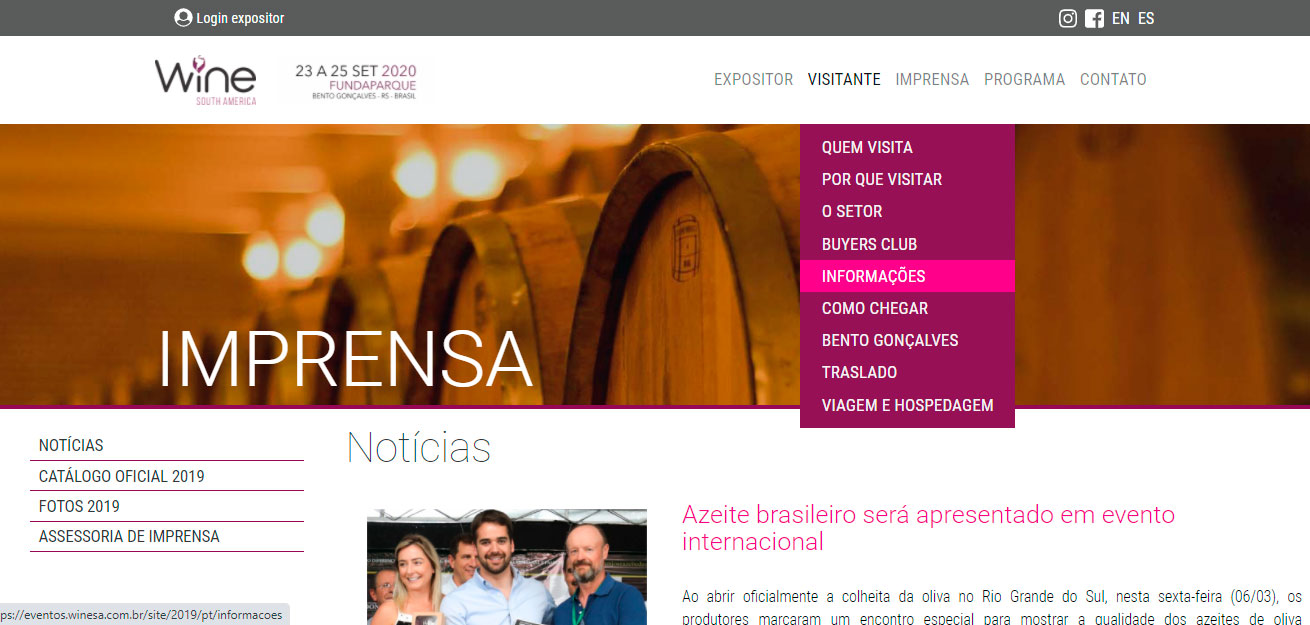 Login expositor
EN ES
Wine
SOUTH AMERICA
23 A 25 SET 2020
FUNDAPARQUE
BENTO GONÇALVES - RS - BRASIL
EXPOSITOR VISITANTE IMPRENSA PROGRAMA CONTATO
QUEM VISITA
POR QUE VISITAR
O SETOR
BUYERS CLUB
INFORMAÇÕES
COMO CHEGAR
BENTO GONÇALVES
TRASLADO
VIAGEM E HOSPEDAGEM
IMPRENSA
NOTÍCIAS
CATÁLOGO OFICIAL 2019
FOTOS 2019
ASSESSORIA DE IMPRENSA
Notícias
Azeite brasileiro será apresentado em evento
internacional
Ao abrir oficialmente a colheita da oliva no Rio Grande do Sul, nesta sexta-feira (06/03), os
produtores marcaram um encontro especial para mostrar a qualidade dos azeites de oliva
ps://eventos.winesa.com.br/site/2019/pt/informacoes